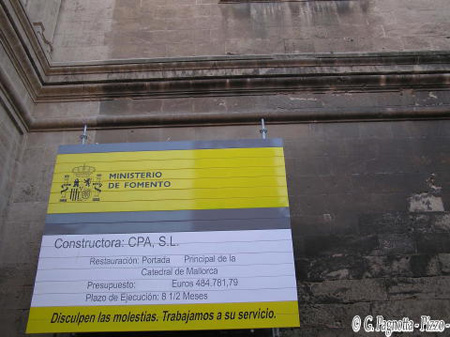 MINISTERIO
DE FOMENTO
Constructora: CPA, S.L.
Restauración: Portada Principal de la
Catedral de Mallorca
Presupuesto: Euros 484.781,79
Plazo de Ejecución: 8 1/2 Meses
Disculpen las molestias. Trabajamos a su servicio.
© G. Pagnotta - Pizzo -